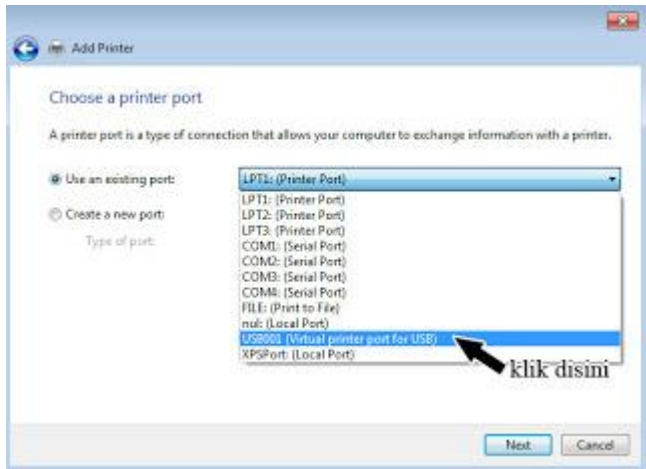 Add Printer
Choose a printer port
A printer port is a type of connection that allows your computer to exchange information with a printer.
Use an existing port:
LPT1: (Printer Port)
LPT1: (Printer Port)
LPT2: (Printer Port)
LPT3: (Printer Port)
COM1: (Serial Port)
COM2: (Serial Port)
COM3: (Serial Port)
COM4: (Serial Port)
FILE: (Print to File)
nul: (Local Port)
USB001 (Virtual printer port for USB)
XPSPort: (Local Port)
Create a new port:
Type of port:
klik disini
Next
Cancel